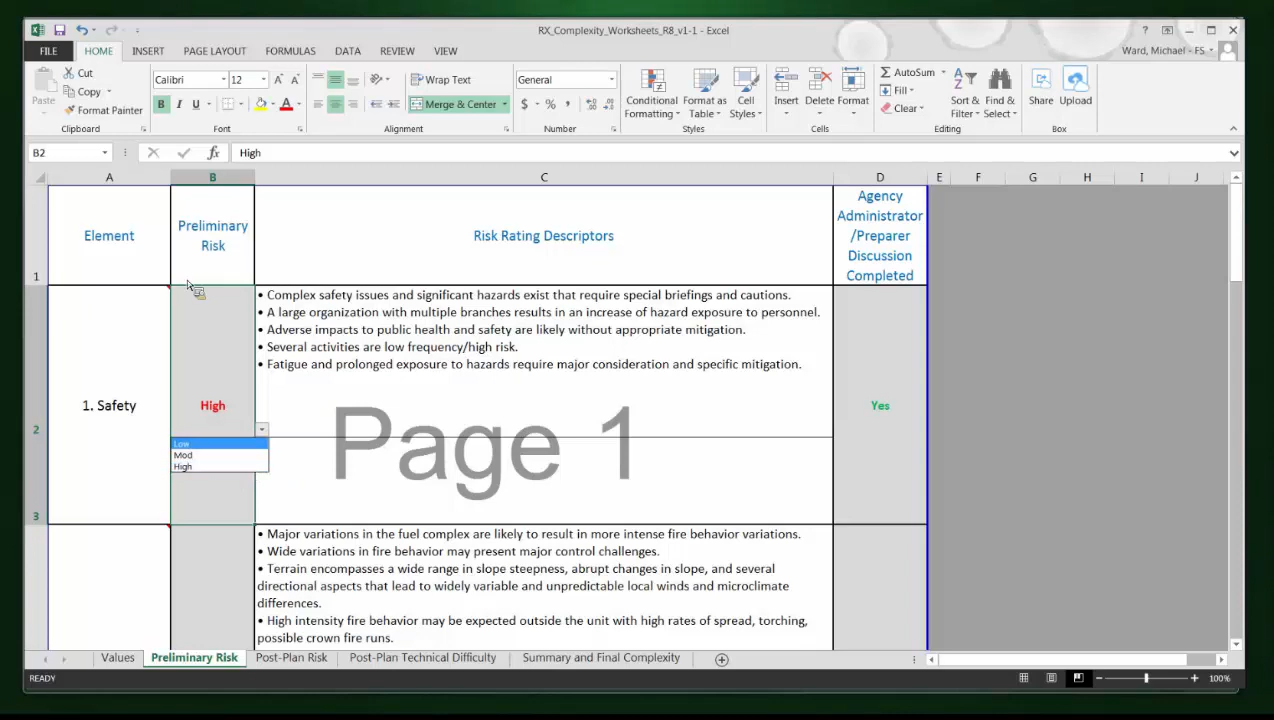 RX_Complexity_Worksheets_R8_v1-1 - Excel
FILE HOME INSERT PAGE LAYOUT FORMULAS DATA REVIEW VIEW Ward, Michael - FS
Cut
Copy
Format Painter
Paste
Calibri 12
B I U A
Wrap Text
Merge & Center
General
$ % ,
Conditional Formatting
Format as Table
Cell Styles
Insert
Delete
Format
AutoSum
Fill
Clear
Sort & Filter
Find & Select
Share
Upload
Clipboard Font Alignment Number Styles Cells Editing Box
B2 fx High
A B C D E F G H I J
1
Element
Preliminary
Risk
Risk Rating Descriptors
Agency
Administrator
/Preparer
Discussion
Completed
2
3
1. Safety
High
Low
Mod
High
• Complex safety issues and significant hazards exist that require special briefings and cautions.
• A large organization with multiple branches results in an increase of hazard exposure to personnel.
• Adverse impacts to public health and safety are likely without appropriate mitigation.
• Several activities are low frequency/high risk.
• Fatigue and prolonged exposure to hazards require major consideration and specific mitigation.
Page 1
Yes
• Major variations in the fuel complex are likely to result in more intense fire behavior variations.
• Wide variations in fire behavior may present major control challenges.
• Terrain encompasses a wide range in slope steepness, abrupt changes in slope, and several
directional aspects that lead to widely variable and unpredictable local winds and microclimate
differences.
• High intensity fire behavior may be expected outside the unit with high rates of spread, torching,
possible crown fire runs.
Values Preliminary Risk Post-Plan Risk Post-Plan Technical Difficulty Summary and Final Complexity
READY 100%